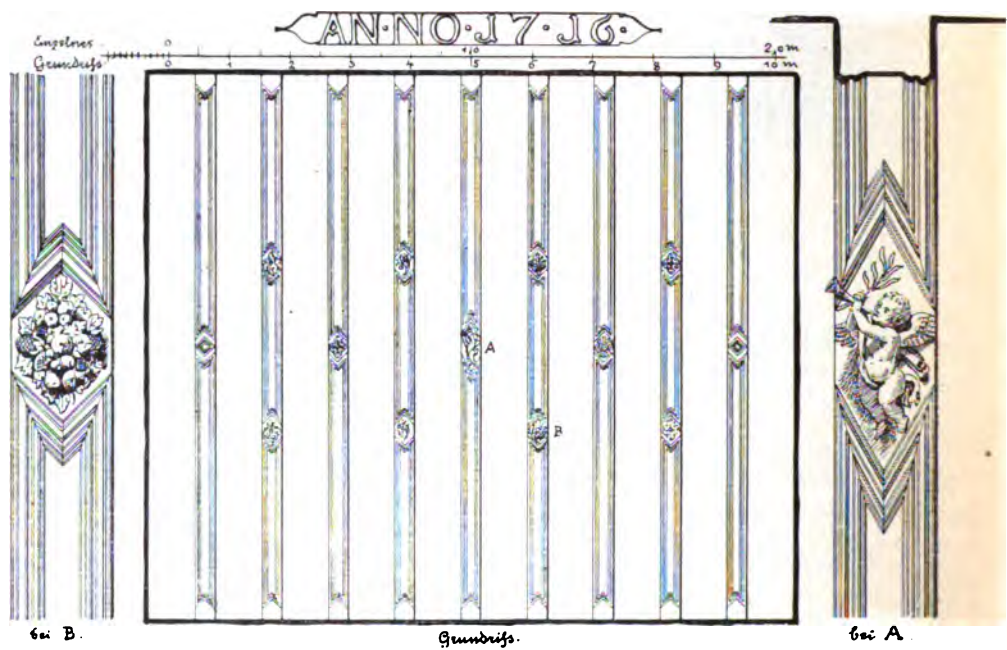 AN·NO·17·16·
Einzelnes 0 1,0 2,0 m
Grundriss 0 1 2 3 4 5 6 7 8 9 10 m
A
B
bei B.
Grundriss.
bei A